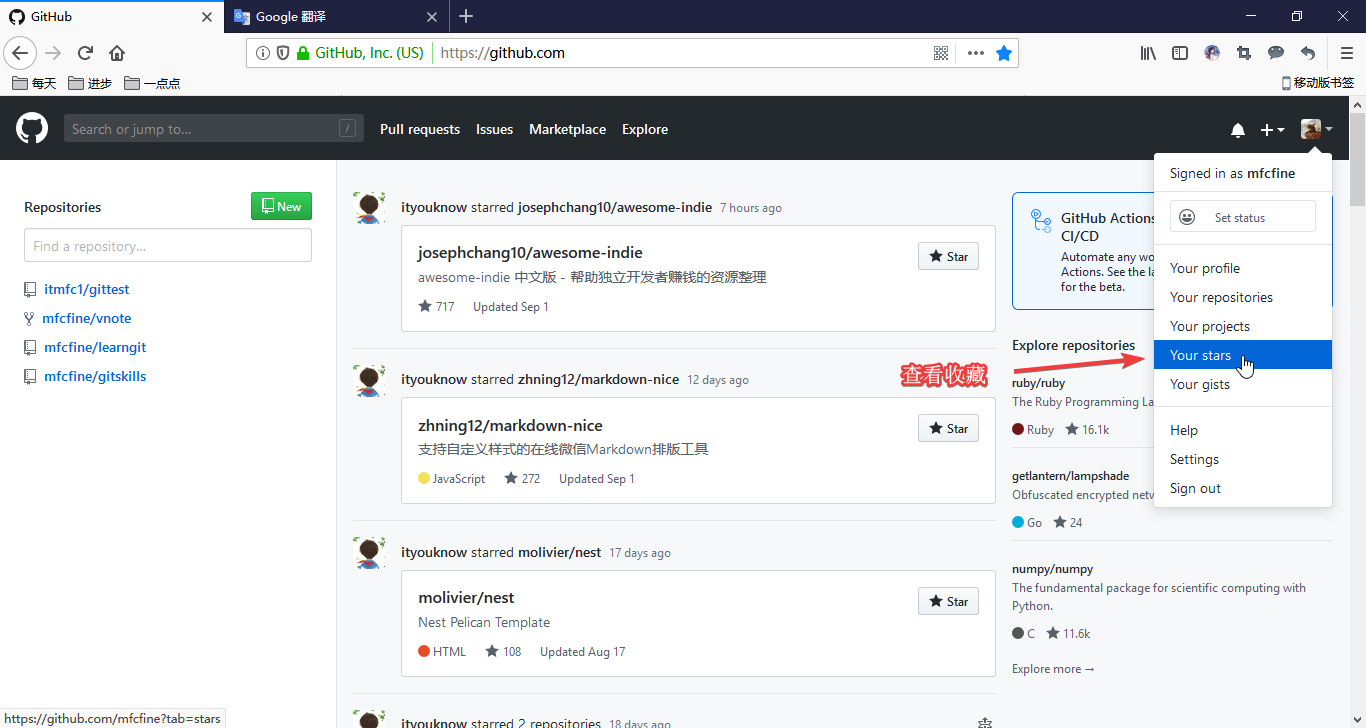 GitHub
Google 翻译
GitHub, Inc. (US)
https://github.com
每天
进步
一点点
移动版书签
Search or jump to…
/
Pull requests
Issues
Marketplace
Explore
Signed in as mfcfine
Set status
Your profile
Your repositories
Your projects
Your stars
Your gists
Help
Settings
Sign out
Repositories
New
Find a repository…
itmfc1/gittest
mfcfine/vnote
mfcfine/learngit
mfcfine/gitskills
ityouknow starred josephchang10/awesome-indie 7 hours ago
josephchang10/awesome-indie
Star
awesome-indie 中文版 - 帮助独立开发者赚钱的资源整理
717 Updated Sep 1
ityouknow starred zhning12/markdown-nice 12 days ago
查看收藏
zhning12/markdown-nice
Star
支持自定义样式的在线微信Markdown排版工具
JavaScript 272 Updated Sep 1
ityouknow starred molivier/nest 17 days ago
molivier/nest
Star
Nest Pelican Template
HTML 108 Updated Aug 17
ityouknow starred 2 repositories 18 days ago
GitHub Actions
CI/CD
Automate any wo
Actions. See the la
for the beta.
Explore repositories
ruby/ruby
The Ruby Programming La
Ruby 16.1k
getlantern/lampshade
Obfuscated encrypted netw
Go 24
numpy/numpy
The fundamental package for scientific computing with
Python.
C 11.6k
Explore more →
https://github.com/mfcfine?tab=stars